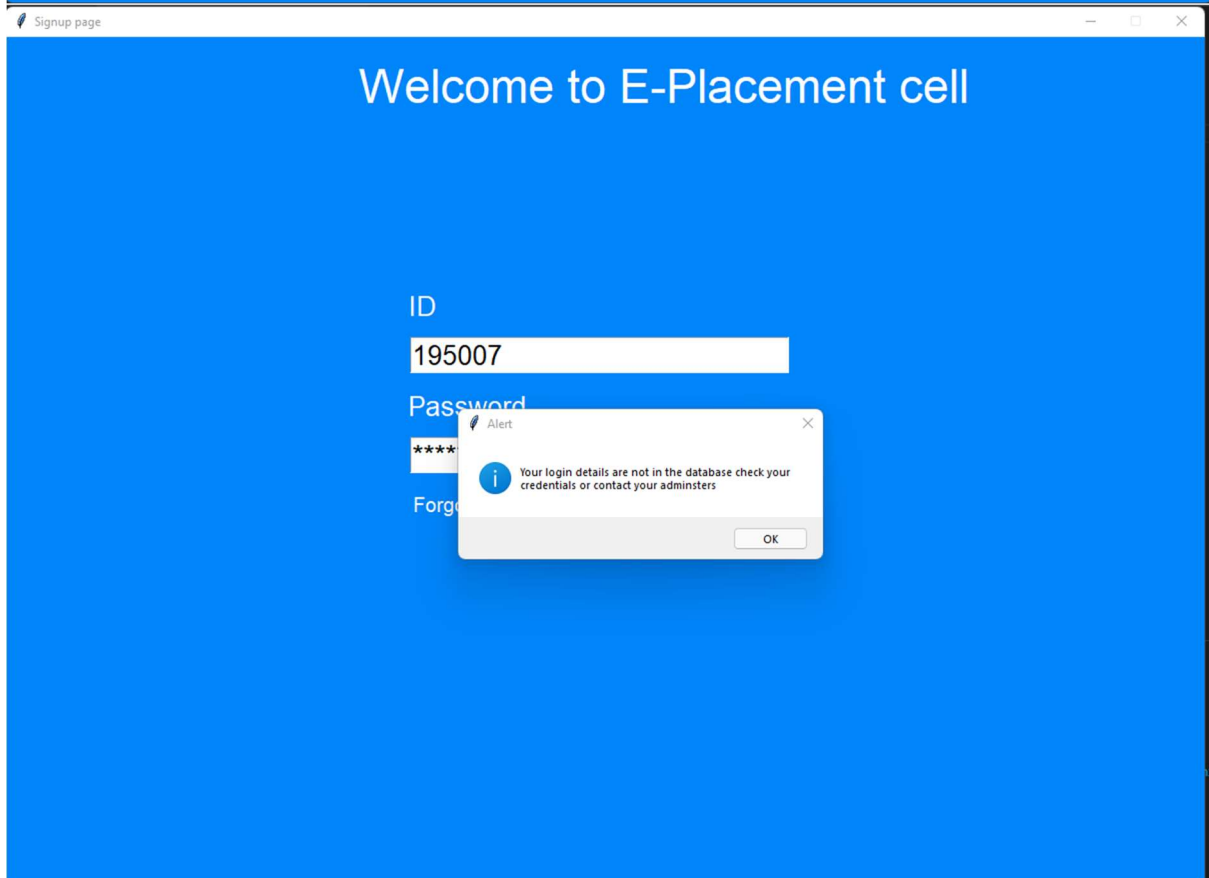 Signup page
Welcome to E-Placement cell
ID
195007
Password
Alert
****
Your login details are not in the database check your
credentials or contact your adminsters
OK